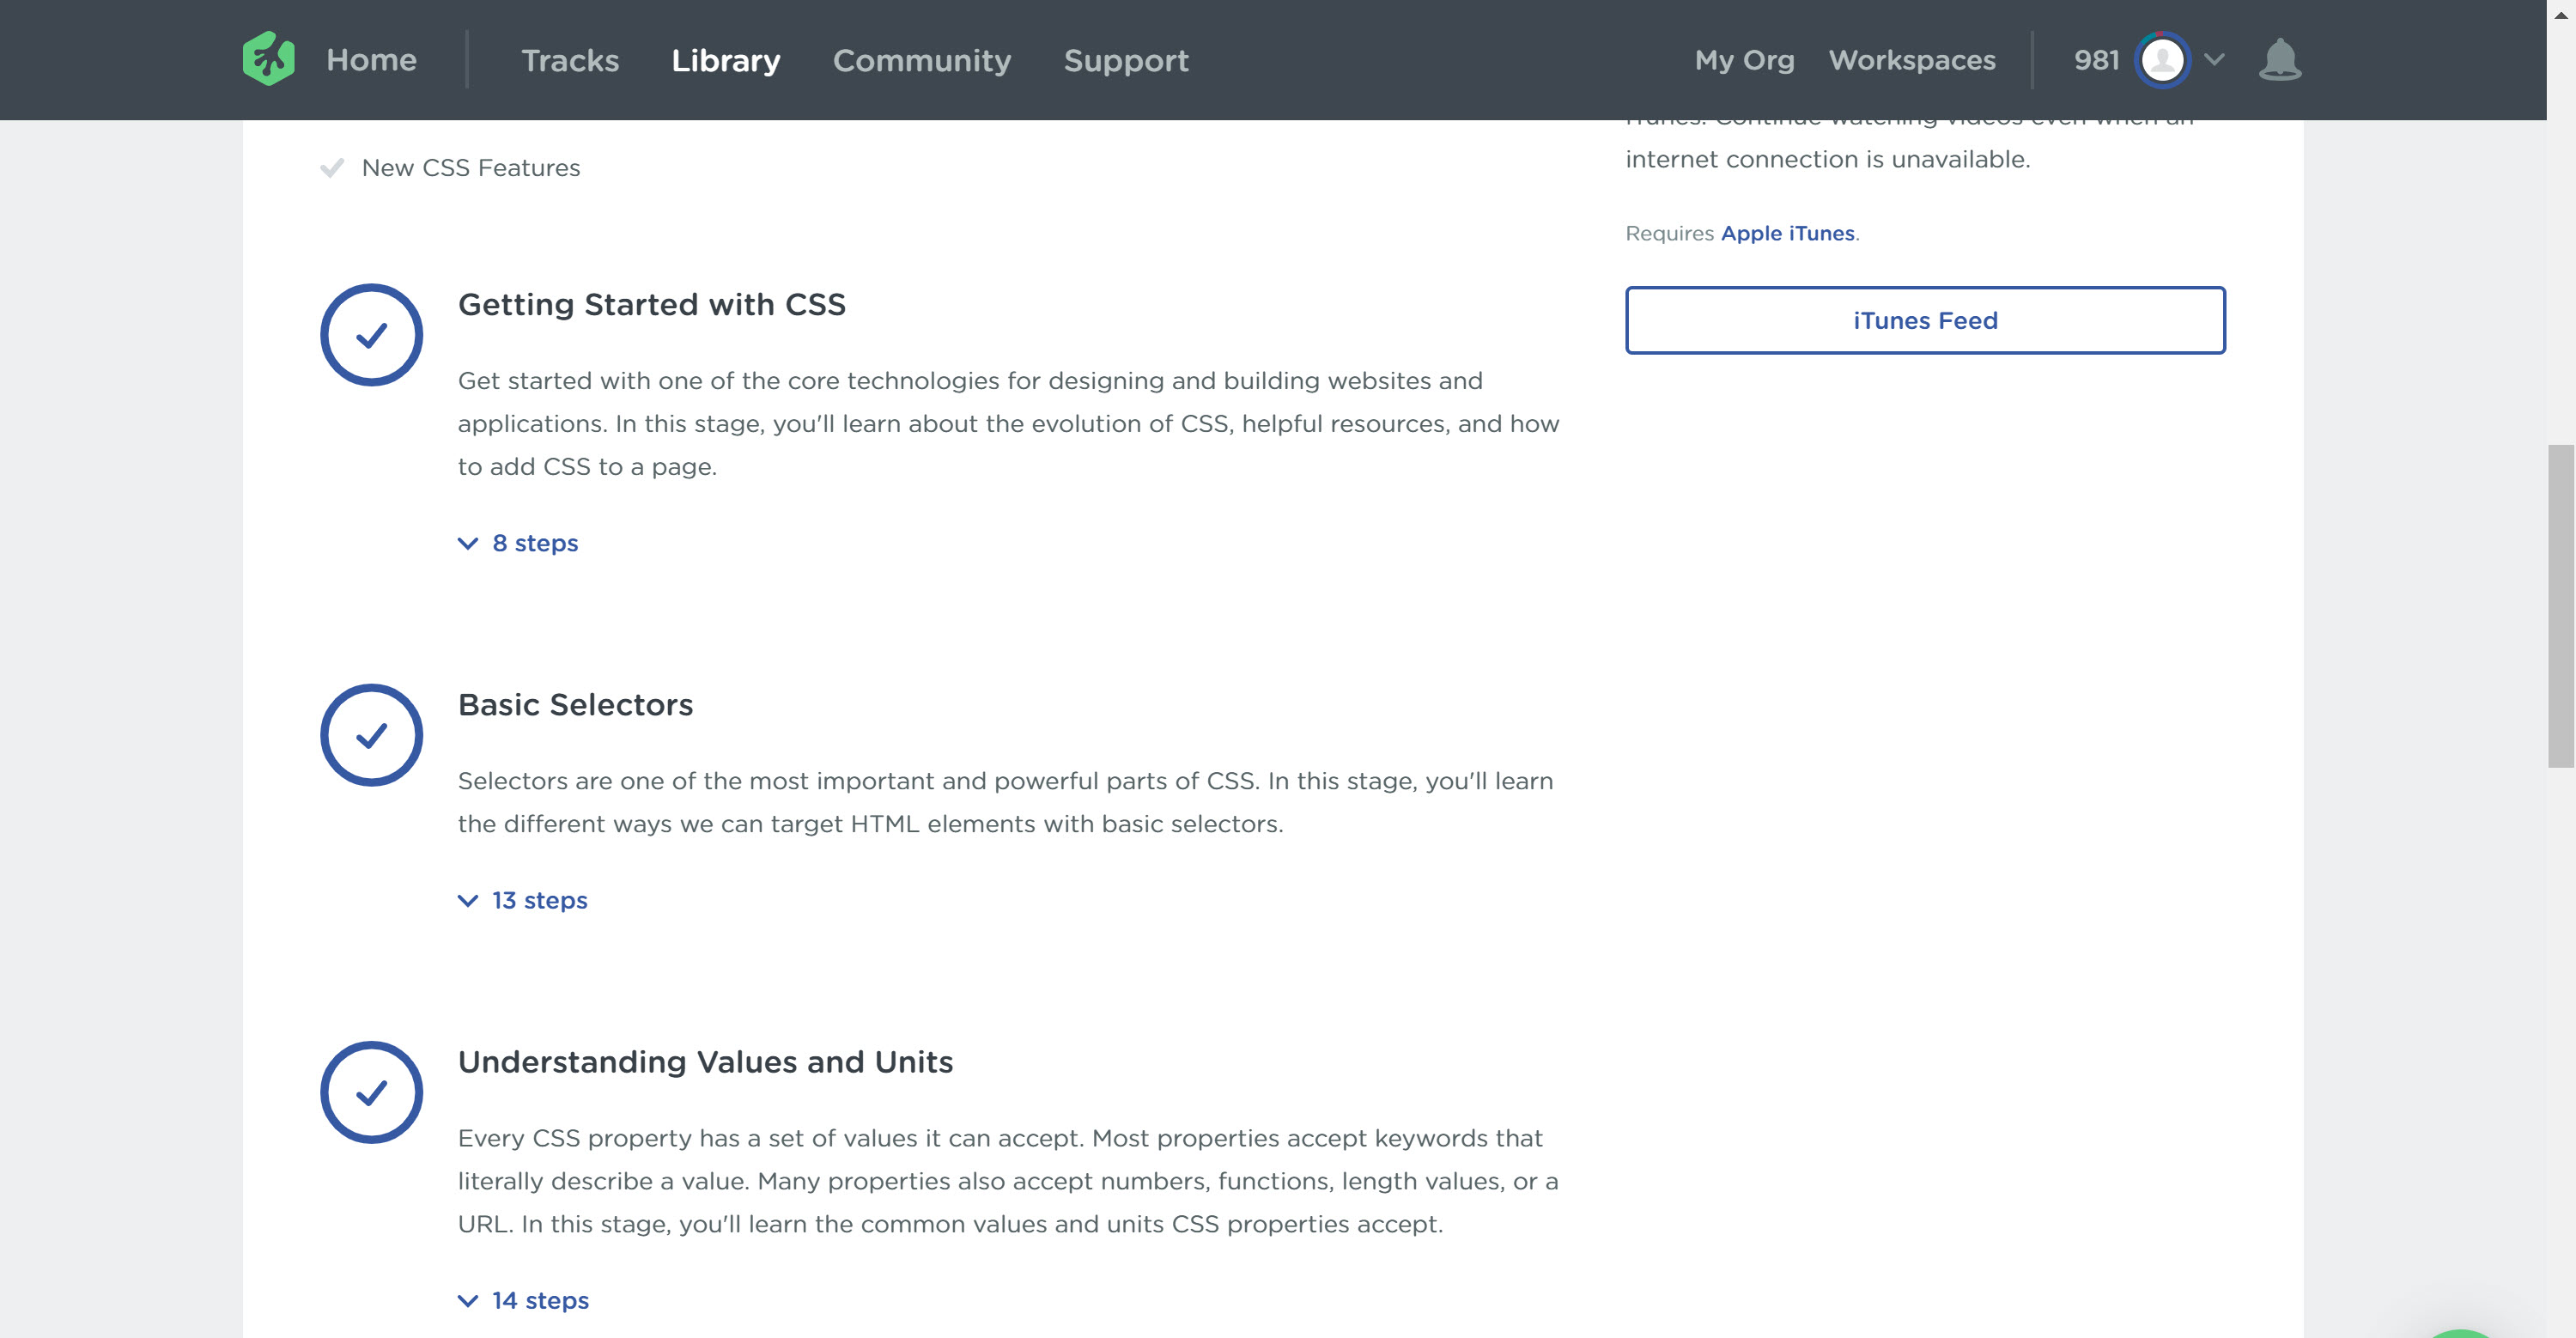 Home
Tracks
Library
Community
Support
My Org
Workspaces
981
New CSS Features
Getting Started with CSS
Get started with one of the core technologies for designing and building websites and
applications. In this stage, you'll learn about the evolution of CSS, helpful resources, and how
to add CSS to a page.
8 steps
Basic Selectors
Selectors are one of the most important and powerful parts of CSS. In this stage, you'll learn
the different ways we can target HTML elements with basic selectors.
13 steps
Understanding Values and Units
Every CSS property has a set of values it can accept. Most properties accept keywords that
literally describe a value. Many properties also accept numbers, functions, length values, or a
URL. In this stage, you'll learn the common values and units CSS properties accept.
14 steps
iTunes. Continue watching videos even when an
internet connection is unavailable.
Requires Apple iTunes.
iTunes Feed